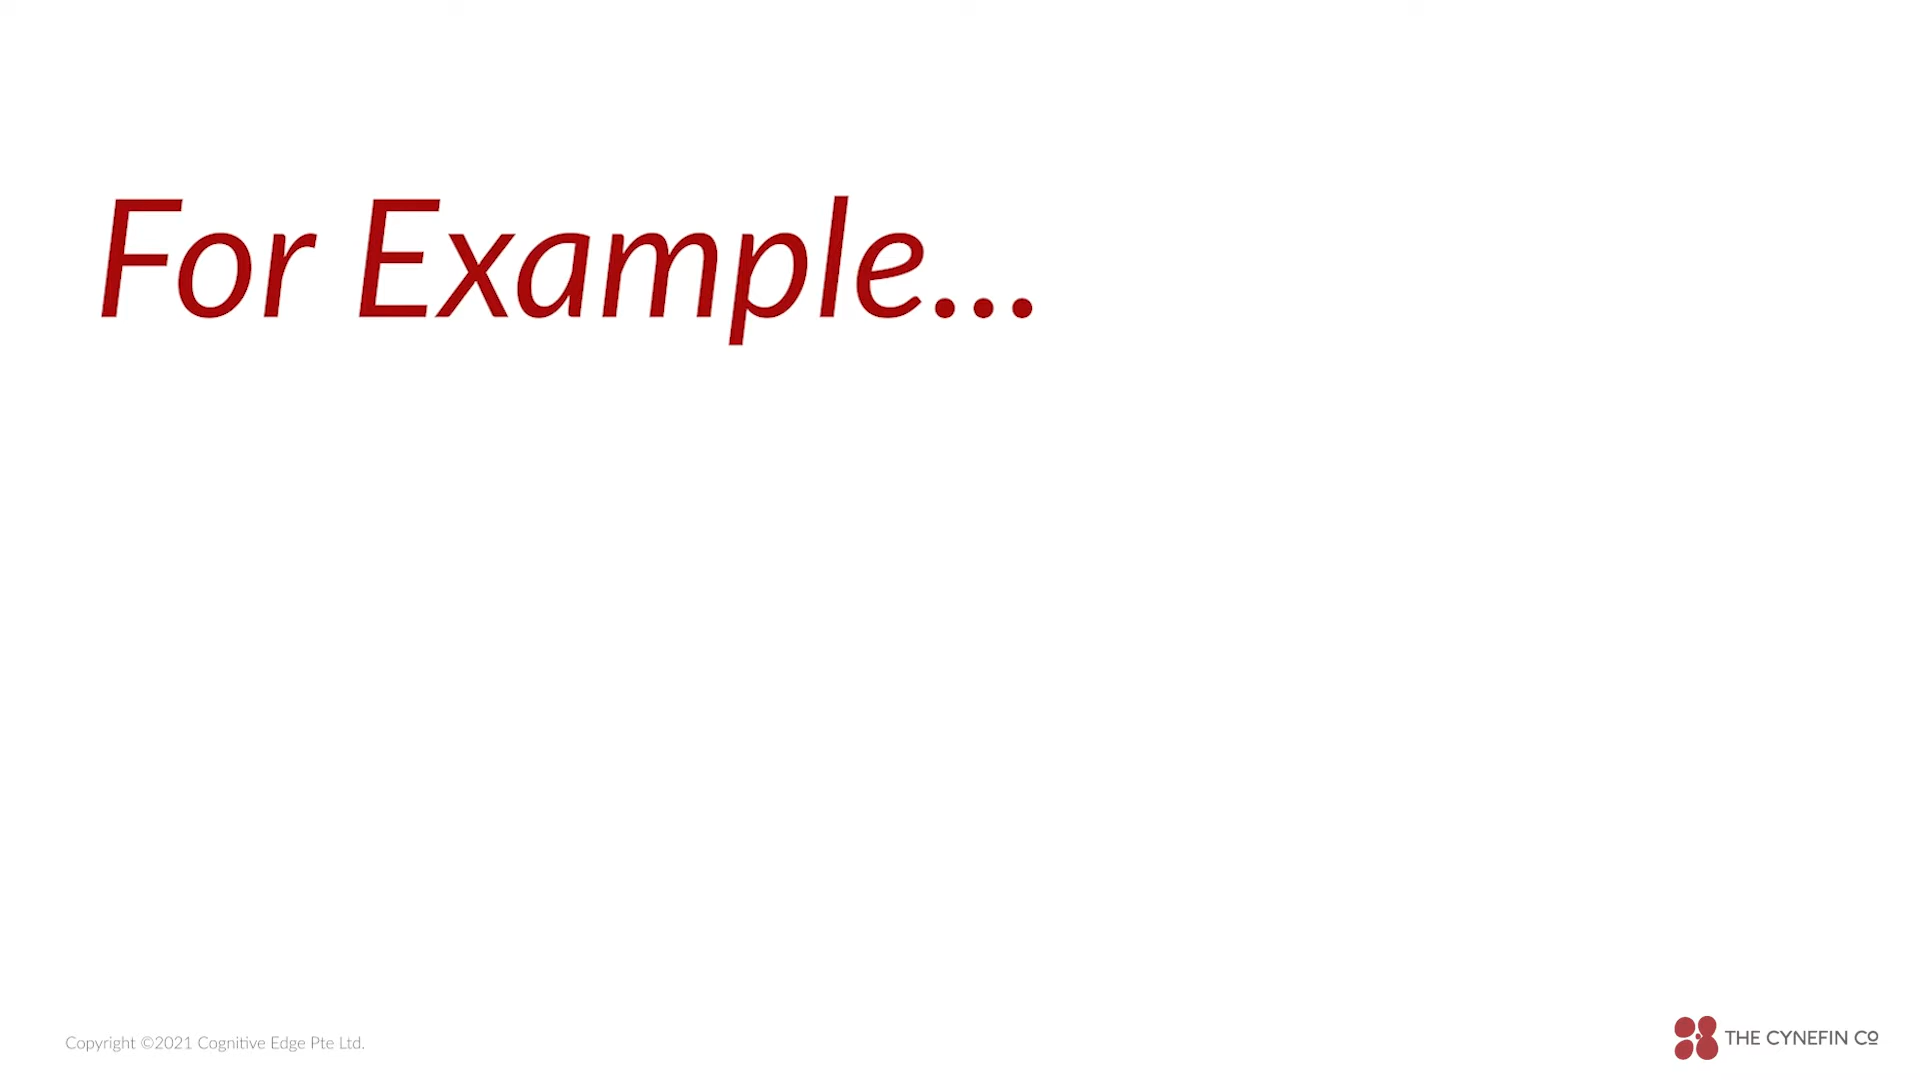 For Example...
Copyright ©2021 Cognitive Edge Pte Ltd.
THE CYNEFIN Co